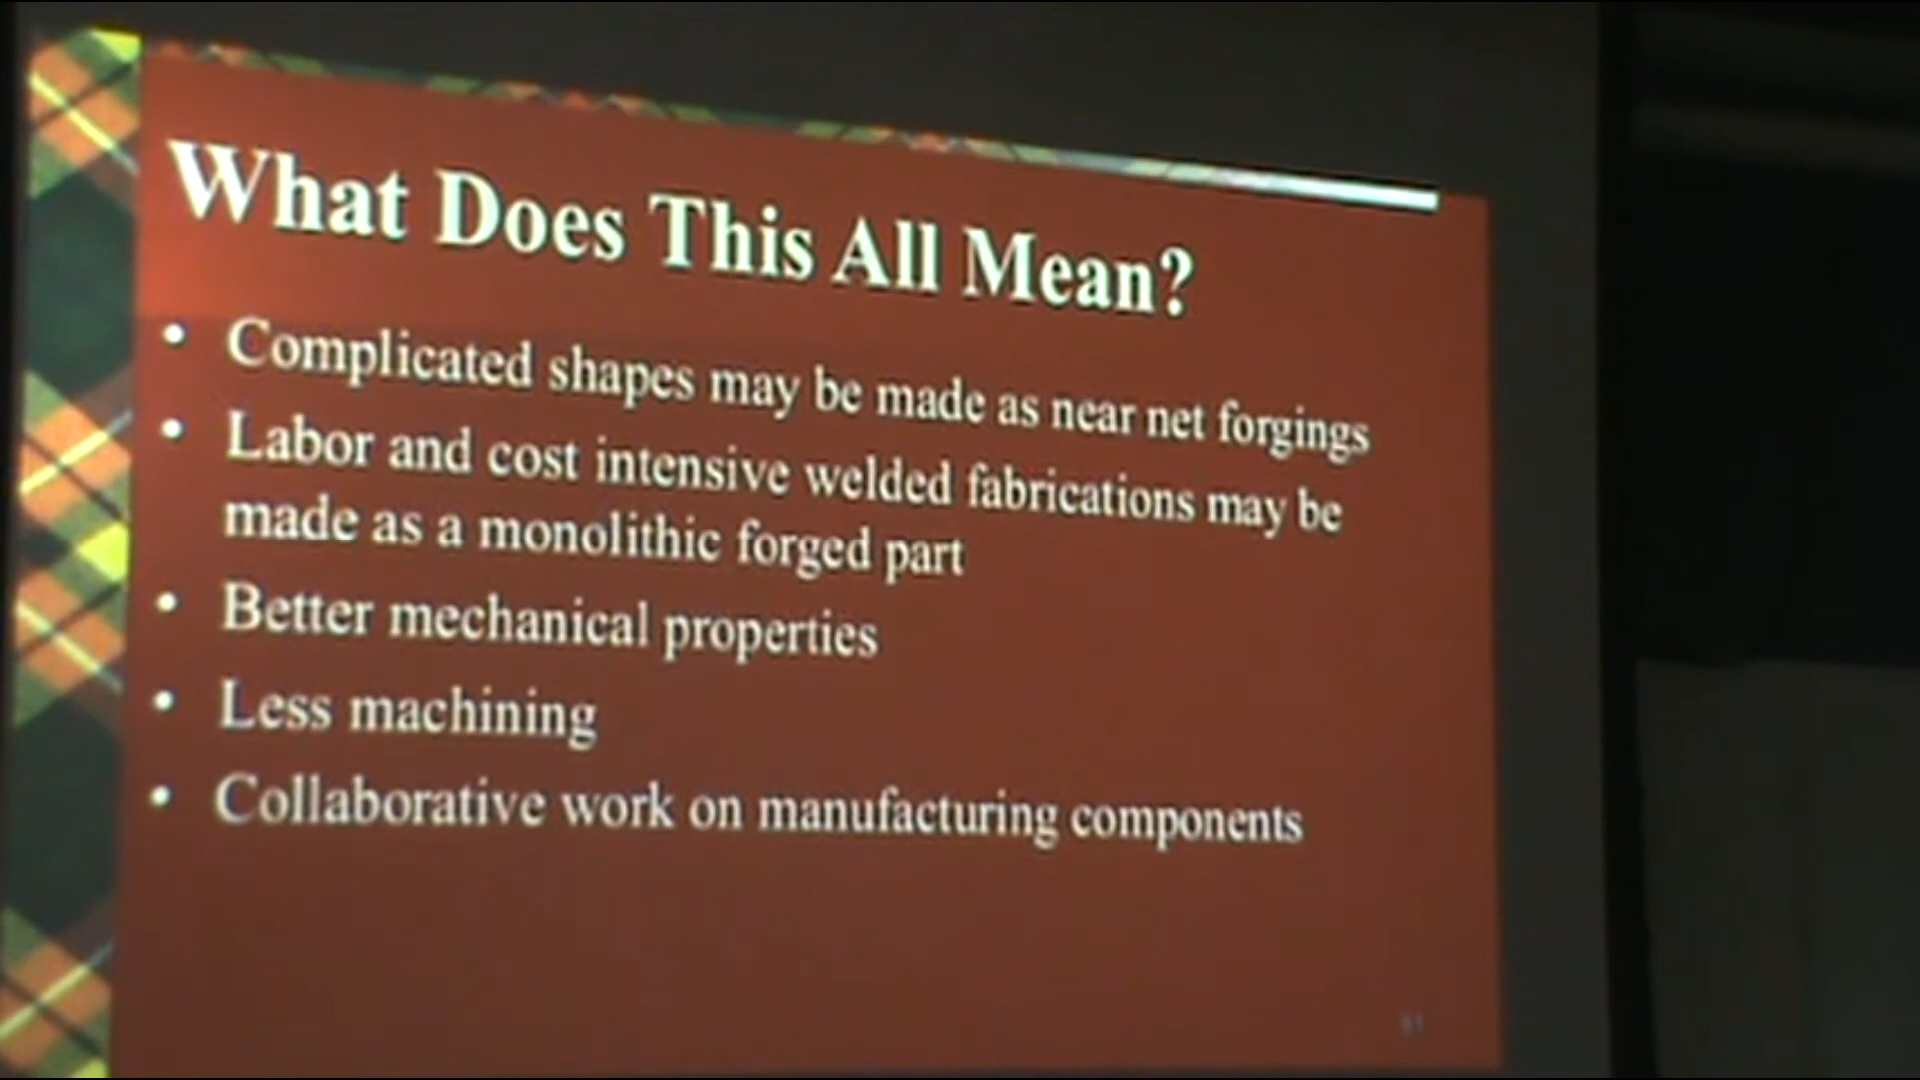 What Does This All Mean?
• Complicated shapes may be made as near net forgings
• Labor and cost intensive welded fabrications may be
made as a monolithic forged part
• Better mechanical properties
• Less machining
• Collaborative work on manufacturing components